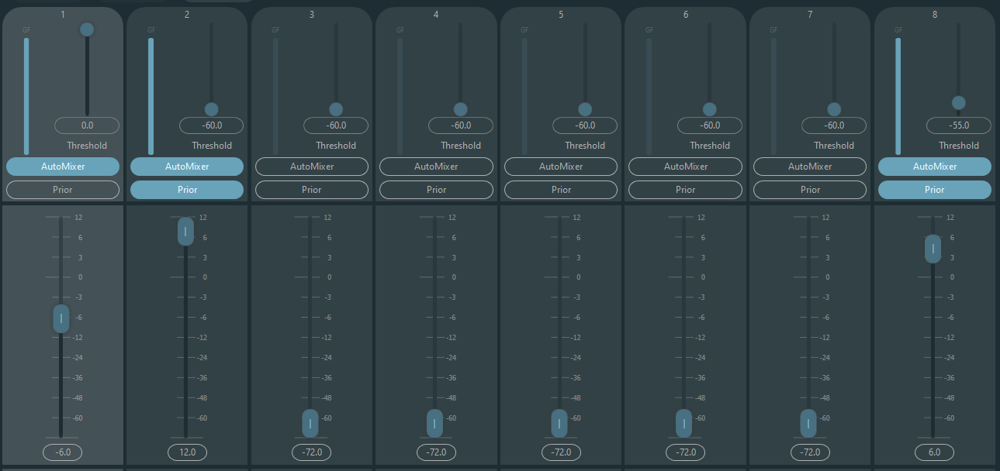 1 2 3 4 5 6 7 8
GF GF GF GF GF GF GF GF
0.0 -60.0 -60.0 -60.0 -60.0 -60.0 -60.0 -55.0
Threshold Threshold Threshold Threshold Threshold Threshold Threshold Threshold
AutoMixer AutoMixer AutoMixer AutoMixer AutoMixer AutoMixer AutoMixer AutoMixer
Prior Prior Prior Prior Prior Prior Prior Prior
12 12 12 12 12 12 12 12
6 6 6 6 6 6 6 6
3 3 3 3 3 3 3 3
0 0 0 0 0 0 0 0
-3 -3 -3 -3 -3 -3 -3 -3
-6 -6 -6 -6 -6 -6 -6 -6
-12 -12 -12 -12 -12 -12 -12 -12
-24 -24 -24 -24 -24 -24 -24 -24
-36 -36 -36 -36 -36 -36 -36 -36
-48 -48 -48 -48 -48 -48 -48 -48
-60 -60 -60 -60 -60 -60 -60 -60
-6.0 12.0 -72.0 -72.0 -72.0 -72.0 -72.0 6.0